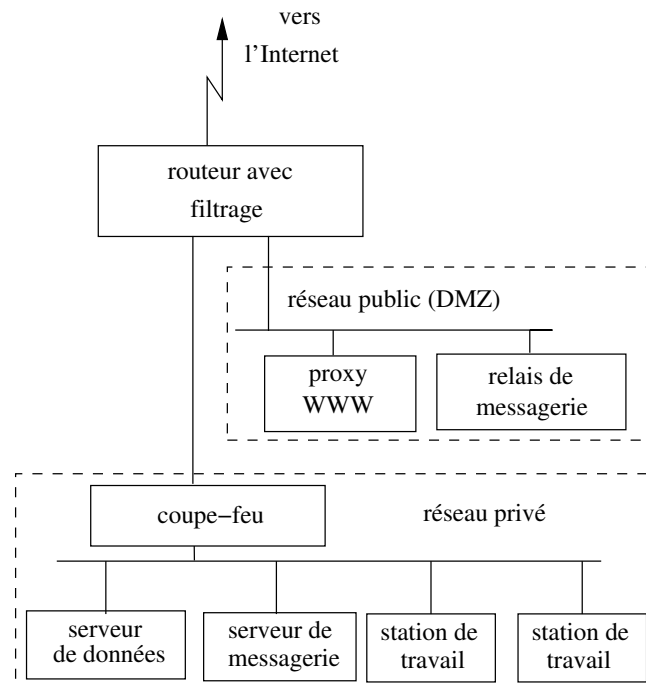 vers
l'Internet
routeur avec
filtrage
réseau public (DMZ)
proxy
WWW
relais de
messagerie
coupe−feu
réseau privé
serveur
de données
serveur de
messagerie
station de
travail
station de
travail